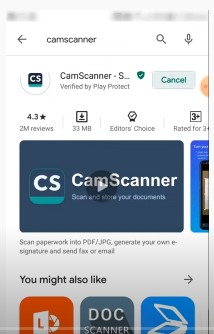 camscanner
CamScanner - S...
Verified by Play Protect
Cancel
4.3★
2M reviews
33 MB
Editors' Choice
3+
Rated for 3+
CS CamScanner
Scan and store your documents
Turn your
Scan paperwork into PDF/JPG, generate your own e-
signature and send fax or email
You might also like
DOC
SCANNER